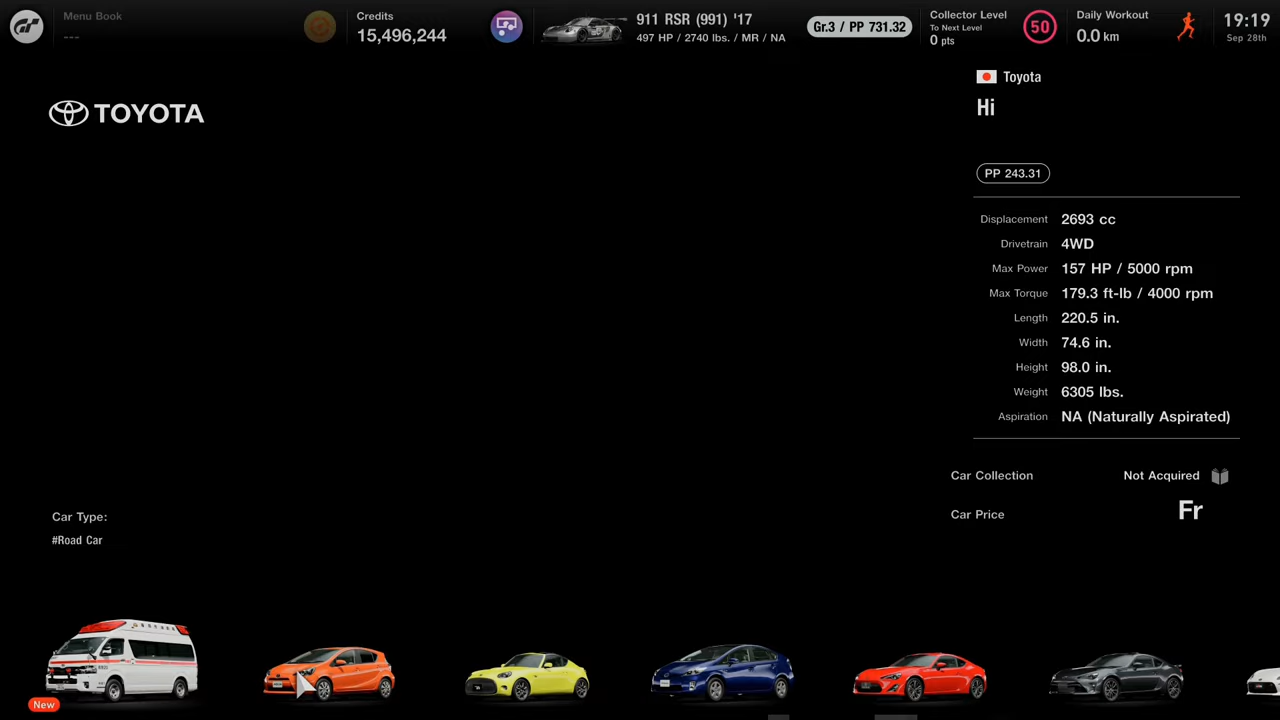 Menu Book
---
Credits
15,496,244
911 RSR (991) '17
497 HP / 2740 lbs. / MR / NA
Gr.3 / PP 731.32
Collector Level
To Next Level
0 pts
50
Daily Workout
0.0 km
19:19
Sep 28th
TOYOTA
Toyota
Hi
PP 243.31
Displacement 2693 cc
Drivetrain 4WD
Max Power 157 HP / 5000 rpm
Max Torque 179.3 ft-lb / 4000 rpm
Length 220.5 in.
Width 74.6 in.
Height 98.0 in.
Weight 6305 lbs.
Aspiration NA (Naturally Aspirated)
Car Collection Not Acquired
Car Price Fr
Car Type:
#Road Car
New